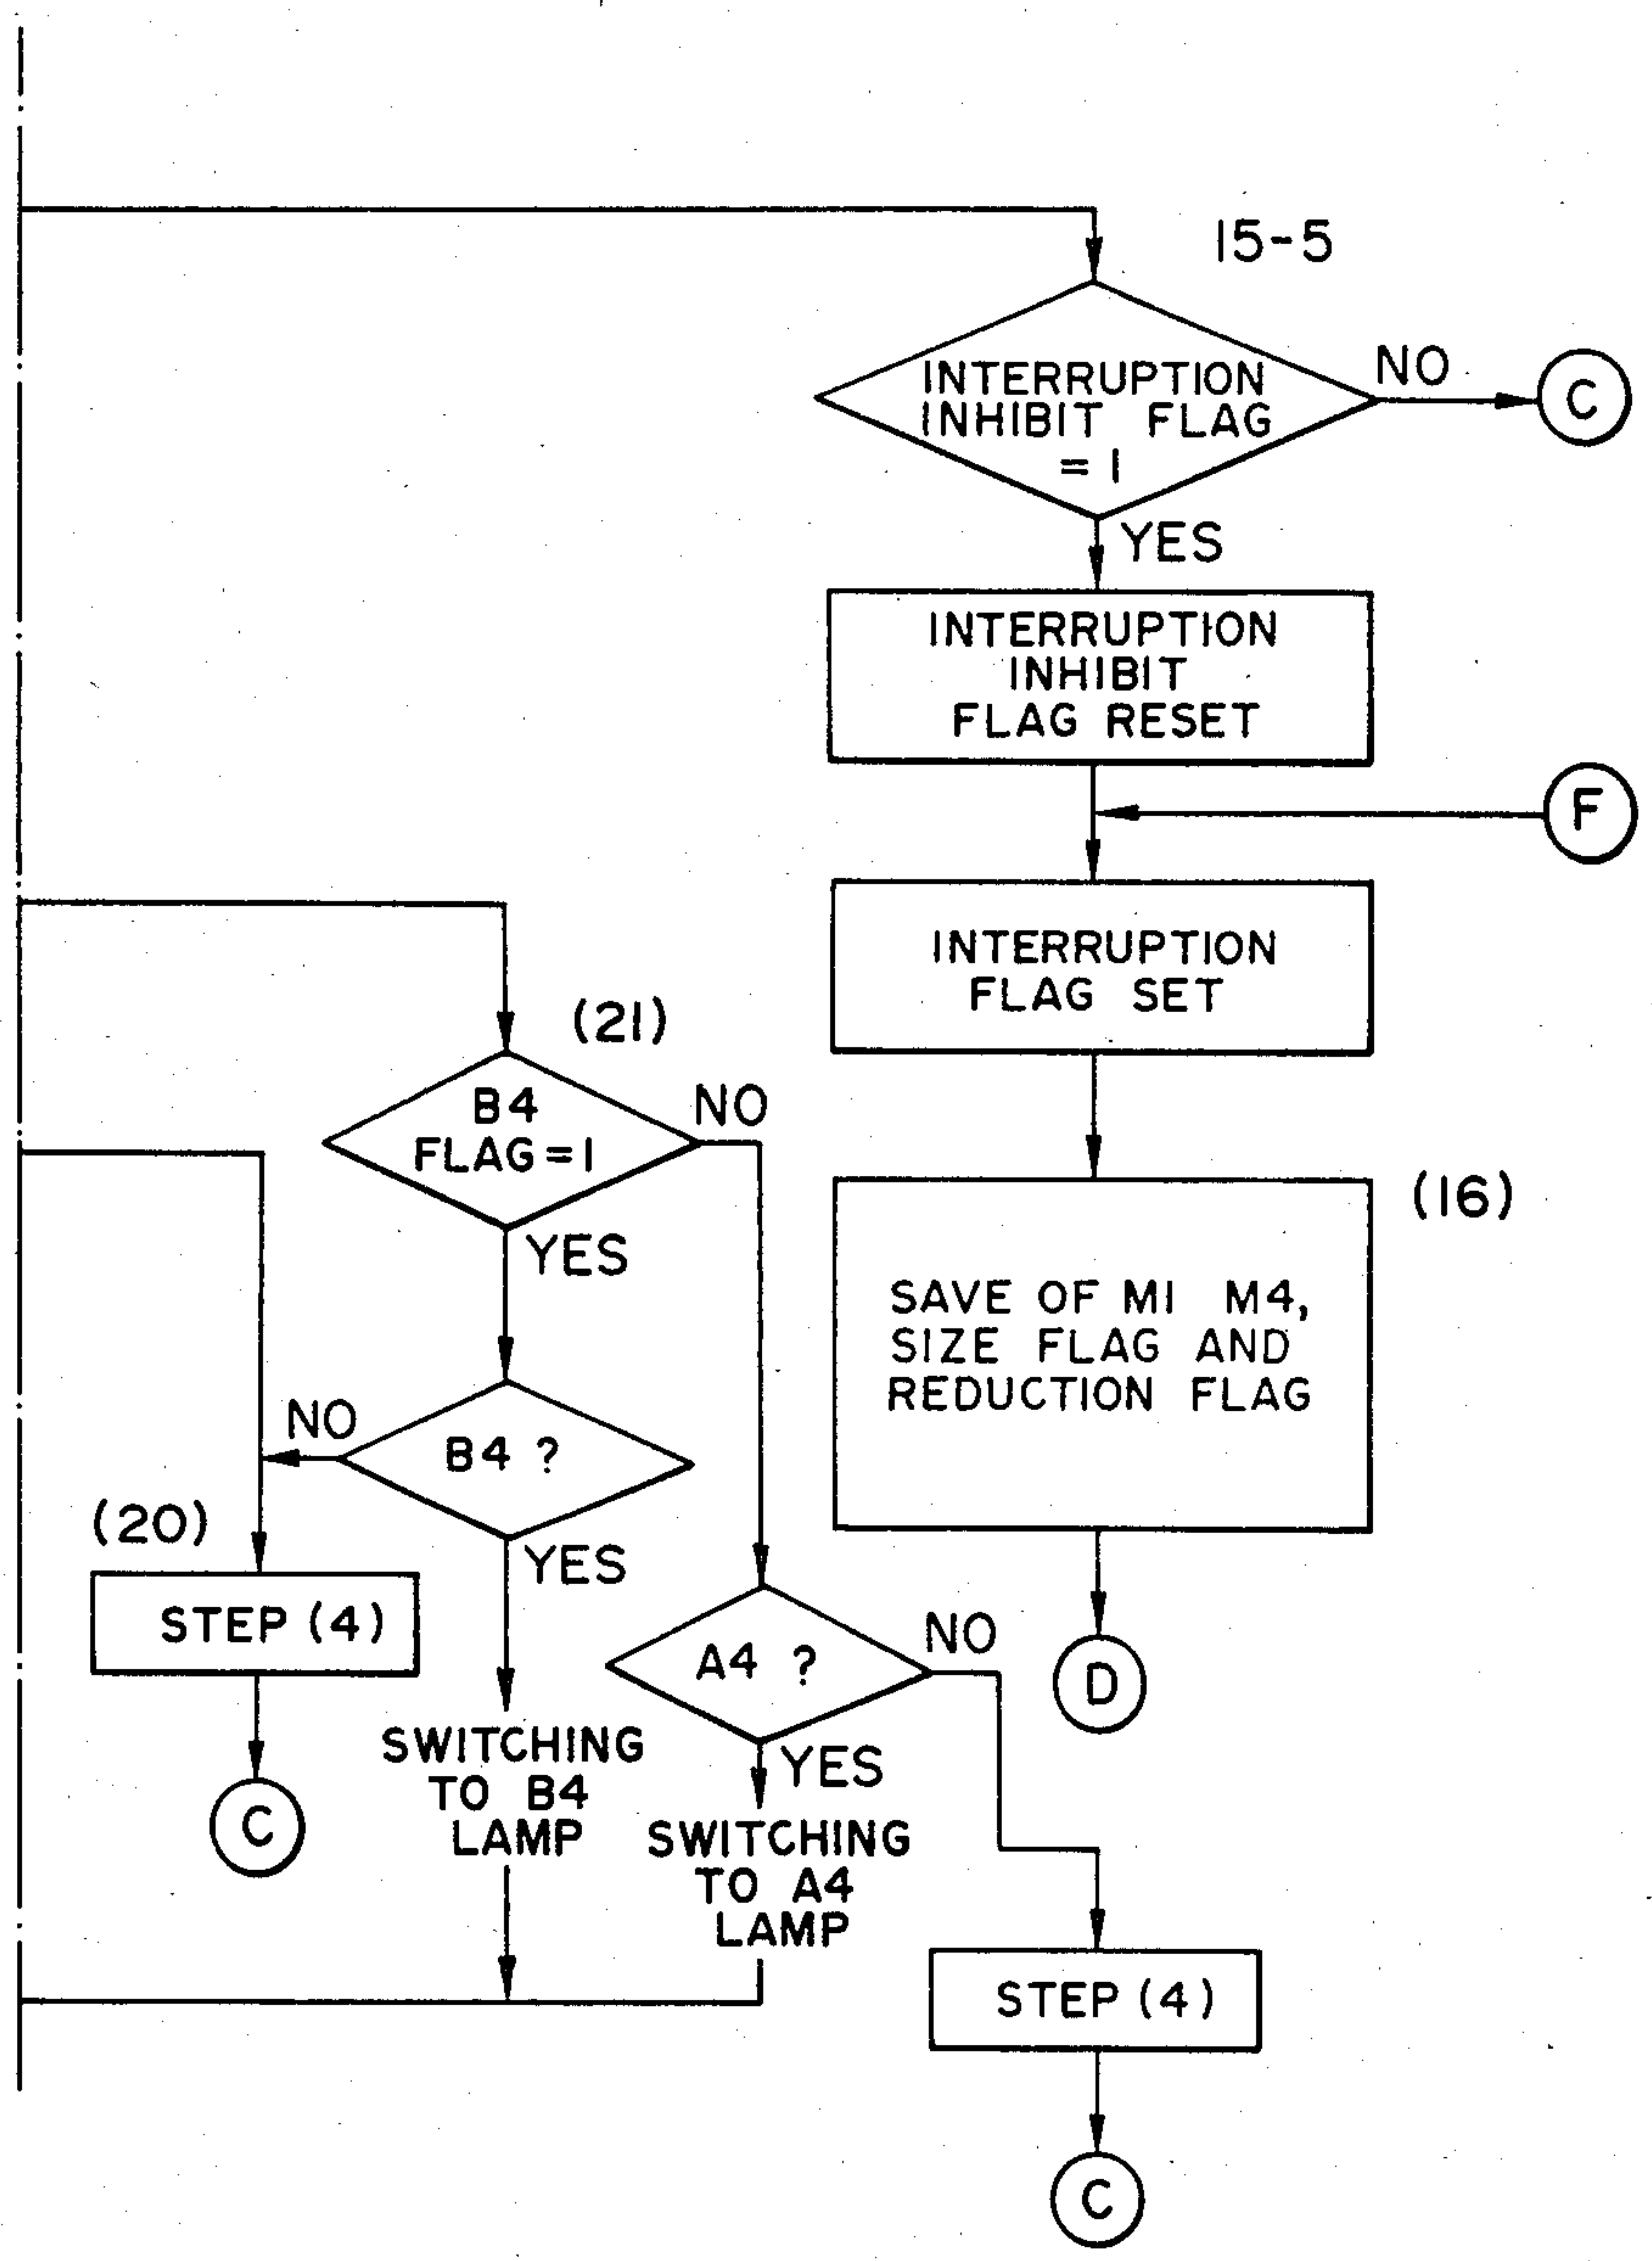 15-5
INTERRUPTION
INHIBIT FLAG
= 1
NO
C
YES
INTERRUPTION
INHIBIT
FLAG RESET
F
INTERRUPTION
FLAG SET
(21)
B4
FLAG = 1
NO
YES
(16)
SAVE OF M1 M4,
SIZE FLAG AND
REDUCTION FLAG
D
B4 ?
NO
YES
(20)
STEP (4)
C
SWITCHING
TO B4
LAMP
A4 ?
NO
YES
SWITCHING
TO A4
LAMP
STEP (4)
C